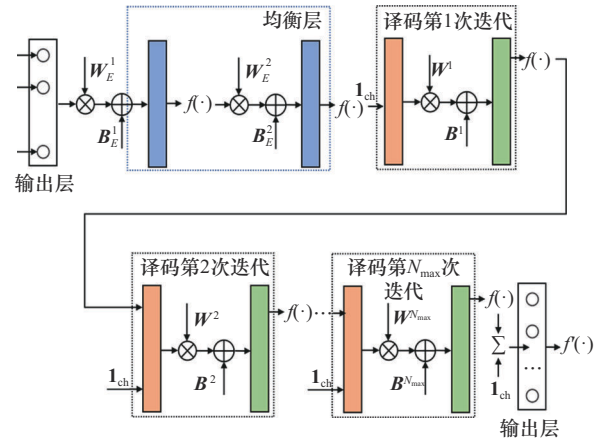 均衡层
W_E^1
B_E^1
f(·)
W_E^2
B_E^2
f(·)
输出层
译码第1次迭代
1_ch
W^1
B^1
f(·)
译码第2次迭代
1_ch
W^2
B^2
f(·)…
译码第N_max次
迭代
1_ch
W^{N_max}
B^{N_max}
f(·)
Σ
1_ch
…
f'(·)
输出层